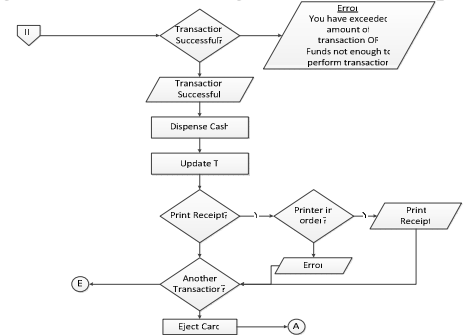 II
Transaction
Successful?
Error
You have exceeded
amount of
transaction OR
Funds not enough to
perform transaction
Transaction
Successful
Dispense Cash
Update T
Print Receipt?
Printer in
order?
Print
Receipt
Error
E
Another
Transaction?
Eject Card
A